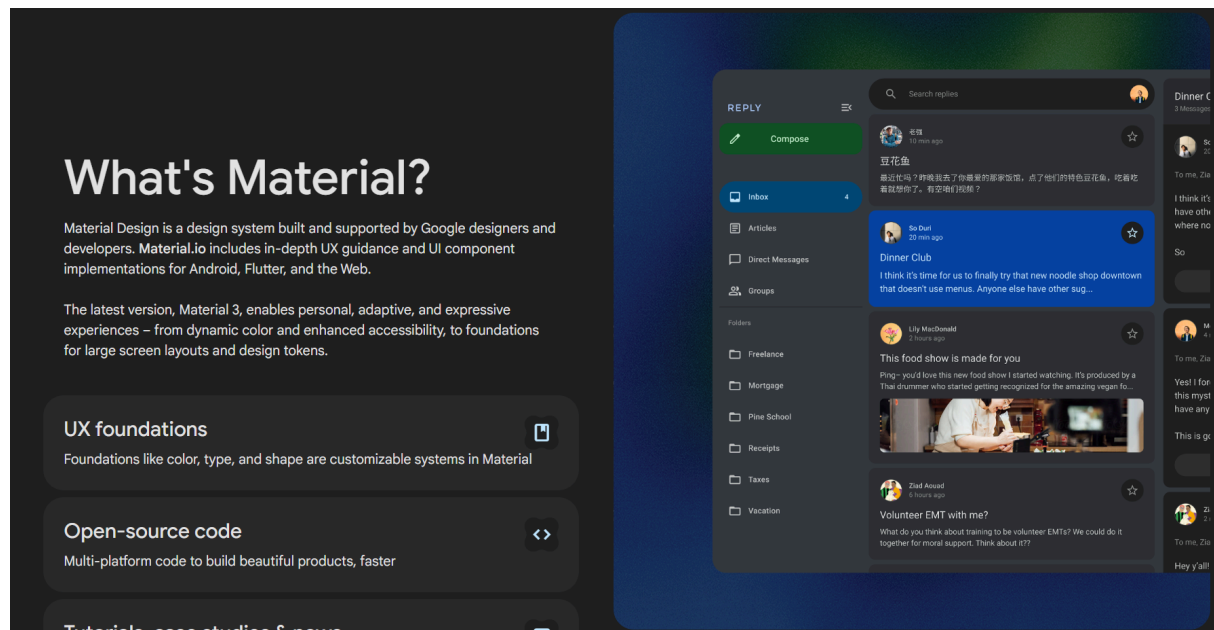 What's Material?
Material Design is a design system built and supported by Google designers and
developers. Material.io includes in-depth UX guidance and UI component
implementations for Android, Flutter, and the Web.
The latest version, Material 3, enables personal, adaptive, and expressive
experiences – from dynamic color and enhanced accessibility, to foundations
for large screen layouts and design tokens.
UX foundations
Foundations like color, type, and shape are customizable systems in Material
Open-source code
Multi-platform code to build beautiful products, faster
Tutorials, case studies & news
REPLY
Compose
Inbox 4
Articles
Direct Messages
Groups
Folders
Freelance
Mortgage
Pine School
Receipts
Taxes
Vacation
Search replies
老强
10 min ago
豆花鱼
最近忙吗？昨晚我去了你最爱的那家饭馆，点了他们的特色豆花鱼，吃着吃
着就想你了。有空咱们视频？
So Duri
20 min ago
Dinner Club
I think it's time for us to finally try that new noodle shop downtown
that doesn't use menus. Anyone else have other sug...
Lily MacDonald
2 hours ago
This food show is made for you
Ping– you'd love this new food show I started watching. It's produced by a
Thai drummer who started getting recognized for the amazing vegan fo...
Ziad Aouad
6 hours ago
Volunteer EMT with me?
What do you think about training to be volunteer EMTs? We could do it
together for moral support. Think about it??
Dinner C
3 Messages
So
20
To me, Zia
I think it's
have othe
where no
So
To me, Zia
Yes! I for
this myst
have any
This is go
To me, Zia
Hey y'all!